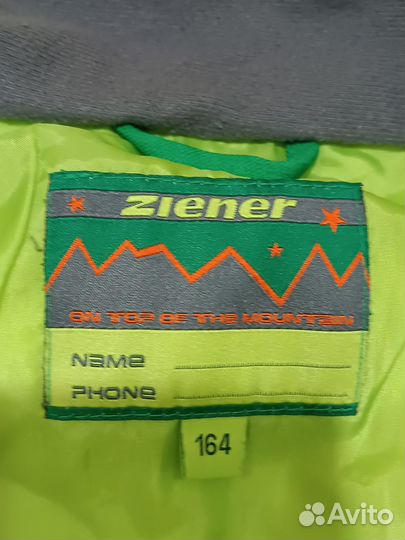 Ziener
ON TOP OF THE MOUNTAIN
NAME
PHONE
164
Avito